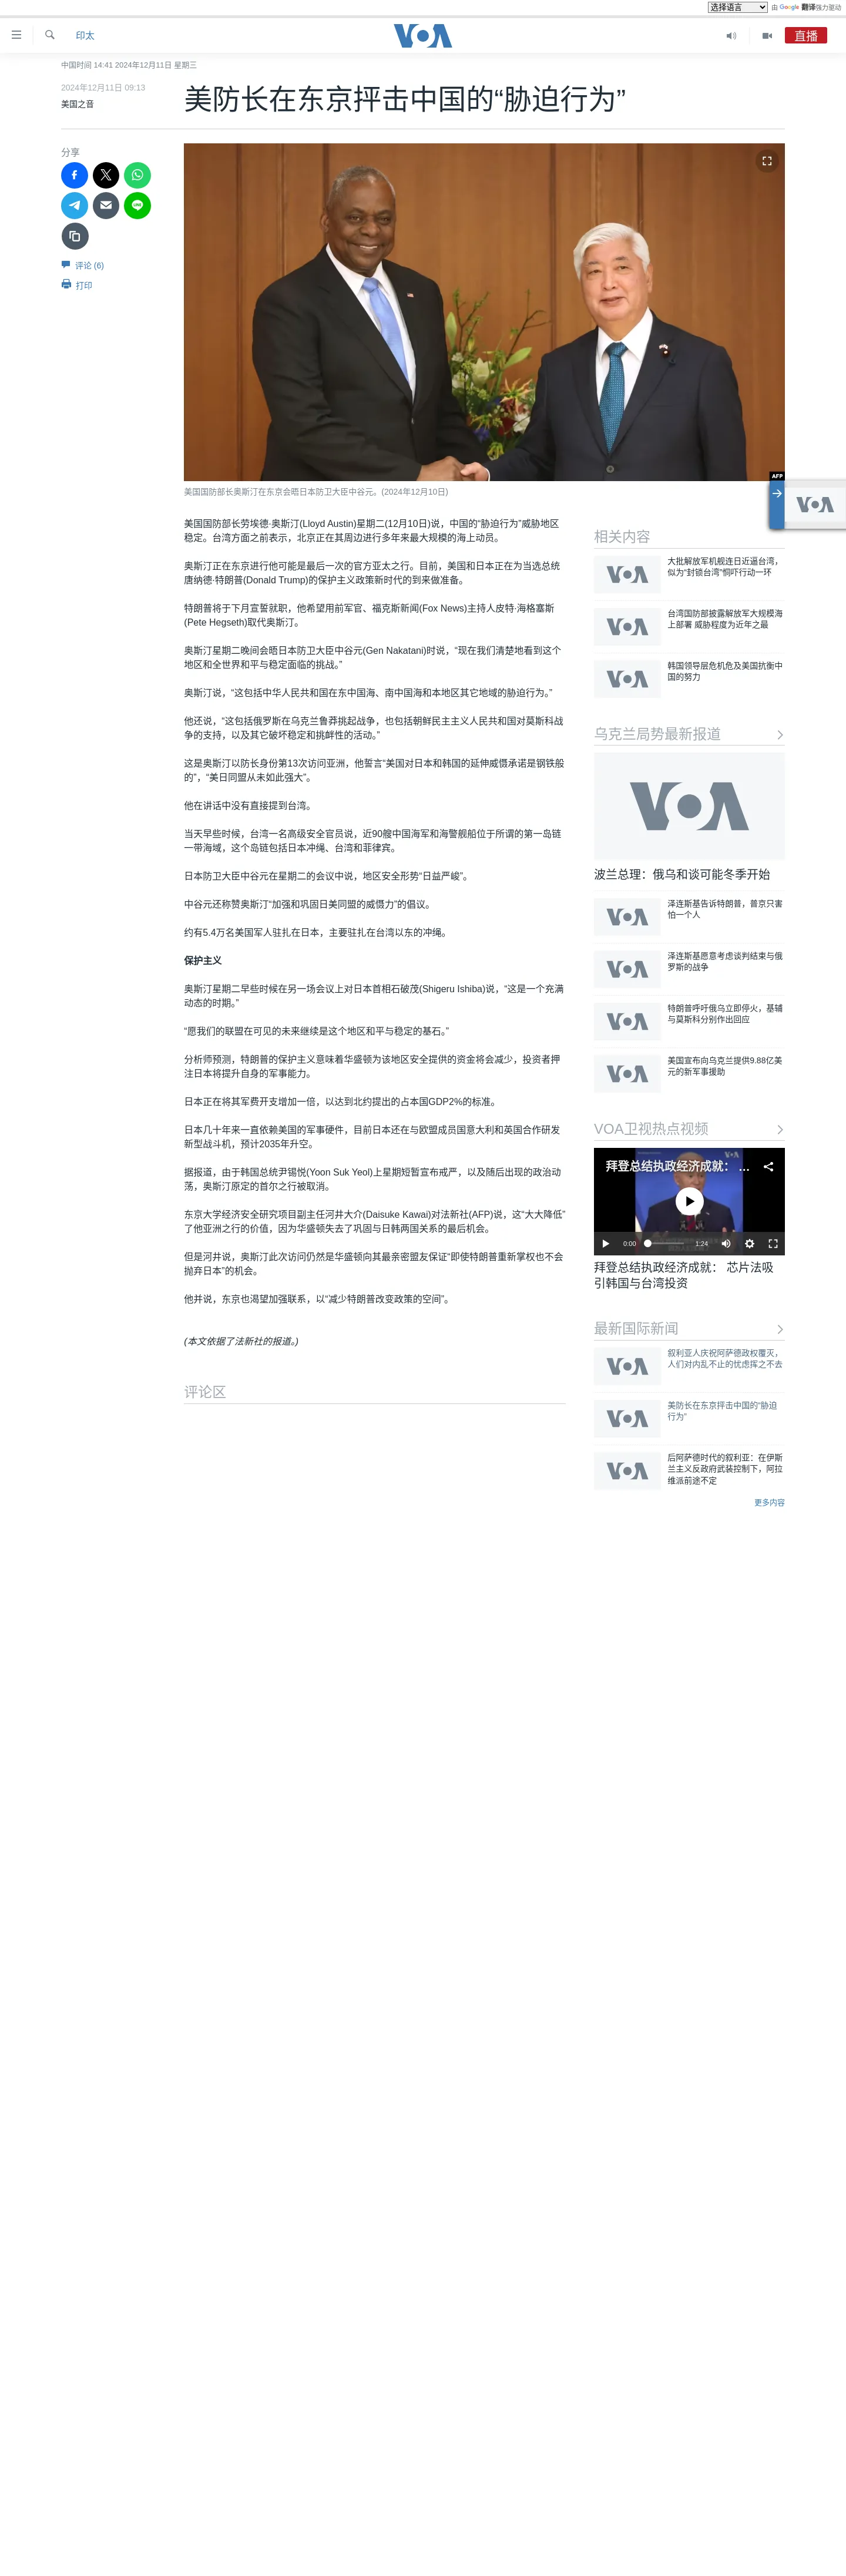 选择语言
由 Google 翻译强力驱动
印太
VOA
直播
中国时间 14:41 2024年12月11日 星期三
2024年12月11日 09:13
美国之音
美防长在东京抨击中国的“胁迫行为”
分享
评论 (6)
打印
AFP
美国国防部长奥斯汀在东京会晤日本防卫大臣中谷元。(2024年12月10日)
VOA
美国国防部长劳埃德·奥斯汀(Lloyd Austin)星期二(12月10日)说，中国的“胁迫行为”威胁地区
稳定。台湾方面之前表示，北京正在其周边进行多年来最大规模的海上动员。
奥斯汀正在东京进行他可能是最后一次的官方亚太之行。目前，美国和日本正在为当选总统
唐纳德·特朗普(Donald Trump)的保护主义政策新时代的到来做准备。
特朗普将于下月宣誓就职，他希望用前军官、福克斯新闻(Fox News)主持人皮特·海格塞斯
(Pete Hegseth)取代奥斯汀。
奥斯汀星期二晚间会晤日本防卫大臣中谷元(Gen Nakatani)时说，“现在我们清楚地看到这个
地区和全世界和平与稳定面临的挑战。”
奥斯汀说，“这包括中华人民共和国在东中国海、南中国海和本地区其它地域的胁迫行为。”
他还说，“这包括俄罗斯在乌克兰鲁莽挑起战争，也包括朝鲜民主主义人民共和国对莫斯科战
争的支持，以及其它破坏稳定和挑衅性的活动。”
这是奥斯汀以防长身份第13次访问亚洲，他誓言“美国对日本和韩国的延伸威慑承诺是钢铁般
的”，“美日同盟从未如此强大”。
他在讲话中没有直接提到台湾。
当天早些时候，台湾一名高级安全官员说，近90艘中国海军和海警舰船位于所谓的第一岛链
一带海域，这个岛链包括日本冲绳、台湾和菲律宾。
日本防卫大臣中谷元在星期二的会议中说，地区安全形势“日益严峻”。
中谷元还称赞奥斯汀“加强和巩固日美同盟的威慑力”的倡议。
约有5.4万名美国军人驻扎在日本，主要驻扎在台湾以东的冲绳。
保护主义
奥斯汀星期二早些时候在另一场会议上对日本首相石破茂(Shigeru Ishiba)说，“这是一个充满
动态的时期。”
“愿我们的联盟在可见的未来继续是这个地区和平与稳定的基石。”
分析师预测，特朗普的保护主义意味着华盛顿为该地区安全提供的资金将会减少，投资者押
注日本将提升自身的军事能力。
日本正在将其军费开支增加一倍，以达到北约提出的占本国GDP2%的标准。
日本几十年来一直依赖美国的军事硬件，目前日本还在与欧盟成员国意大利和英国合作研发
新型战斗机，预计2035年升空。
据报道，由于韩国总统尹锡悦(Yoon Suk Yeol)上星期短暂宣布戒严，以及随后出现的政治动
荡，奥斯汀原定的首尔之行被取消。
东京大学经济安全研究项目副主任河井大介(Daisuke Kawai)对法新社(AFP)说，这“大大降低”
了他亚洲之行的价值，因为华盛顿失去了巩固与日韩两国关系的最后机会。
但是河井说，奥斯汀此次访问仍然是华盛顿向其最亲密盟友保证“即使特朗普重新掌权也不会
抛弃日本”的机会。
他并说，东京也渴望加强联系，以“减少特朗普改变政策的空间”。
(本文依据了法新社的报道。)
评论区
相关内容
VOA
大批解放军机舰连日近逼台湾，
似为“封锁台湾”恫吓行动一环
VOA
台湾国防部披露解放军大规模海
上部署 威胁程度为近年之最
VOA
韩国领导层危机危及美国抗衡中
国的努力
乌克兰局势最新报道
VOA
波兰总理：俄乌和谈可能冬季开始
VOA
泽连斯基告诉特朗普，普京只害
怕一个人
VOA
泽连斯基愿意考虑谈判结束与俄
罗斯的战争
VOA
特朗普呼吁俄乌立即停火，基辅
与莫斯科分别作出回应
VOA
美国宣布向乌克兰提供9.88亿美
元的新军事援助
VOA卫视热点视频
VOA
拜登总结执政经济成就： ...
0:00
1:24
拜登总结执政经济成就： 芯片法吸
引韩国与台湾投资
最新国际新闻
VOA
叙利亚人庆祝阿萨德政权覆灭，
人们对内乱不止的忧虑挥之不去
VOA
美防长在东京抨击中国的“胁迫
行为”
VOA
后阿萨德时代的叙利亚：在伊斯
兰主义反政府武装控制下，阿拉
维派前途不定
更多内容